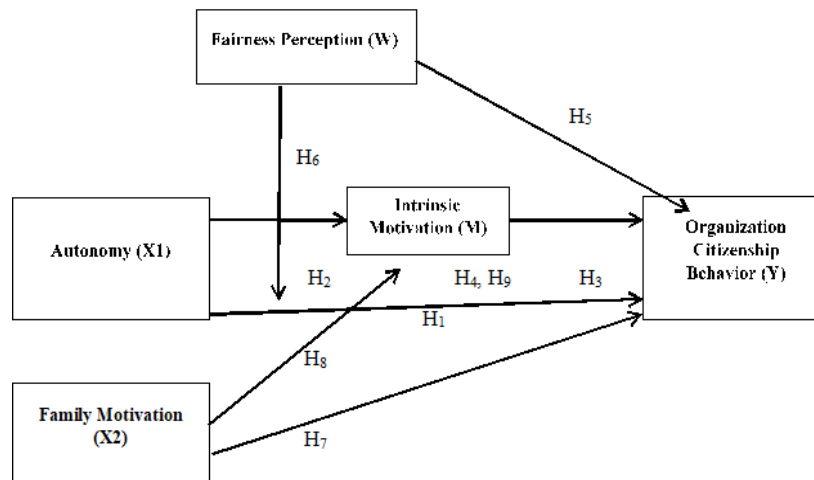 Fairness Perception (W)
H₅
H₆
Intrinsic
Motivation (M)
Autonomy (X1)
Organization
Citizenship
Behavior (Y)
H₂
H₄, H₉
H₃
H₁
H₈
Family Motivation
(X2)
H₇